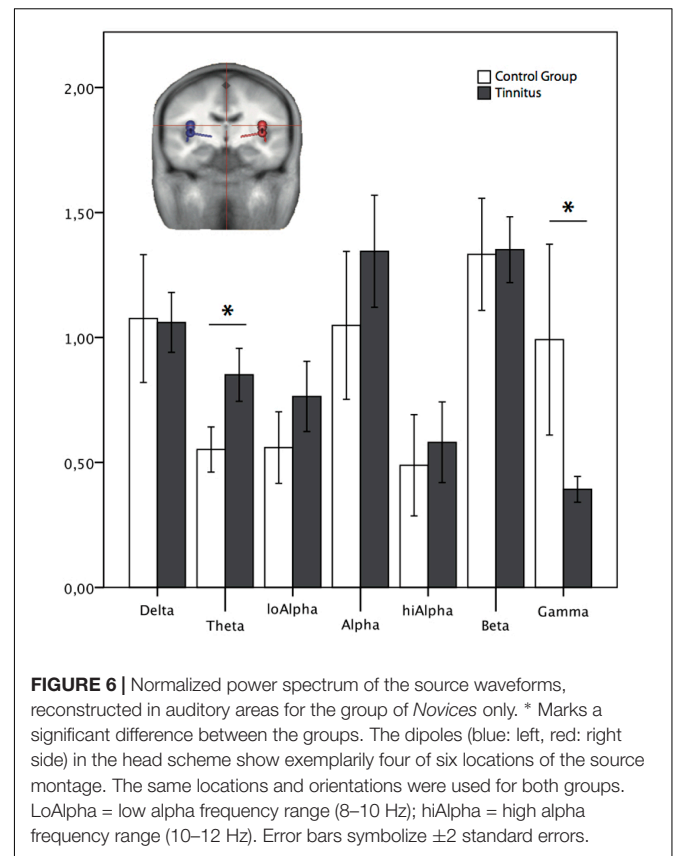 2,00
Control Group
Tinnitus
1,50
*
1,00
*
0,50
0,00
Delta
Theta
loAlpha
Alpha
hiAlpha
Beta
Gamma
FIGURE 6 | Normalized power spectrum of the source waveforms,
reconstructed in auditory areas for the group of Novices only. * Marks a
significant difference between the groups. The dipoles (blue: left, red: right
side) in the head scheme show exemplarily four of six locations of the source
montage. The same locations and orientations were used for both groups.
LoAlpha = low alpha frequency range (8–10 Hz); hiAlpha = high alpha
frequency range (10–12 Hz). Error bars symbolize ±2 standard errors.